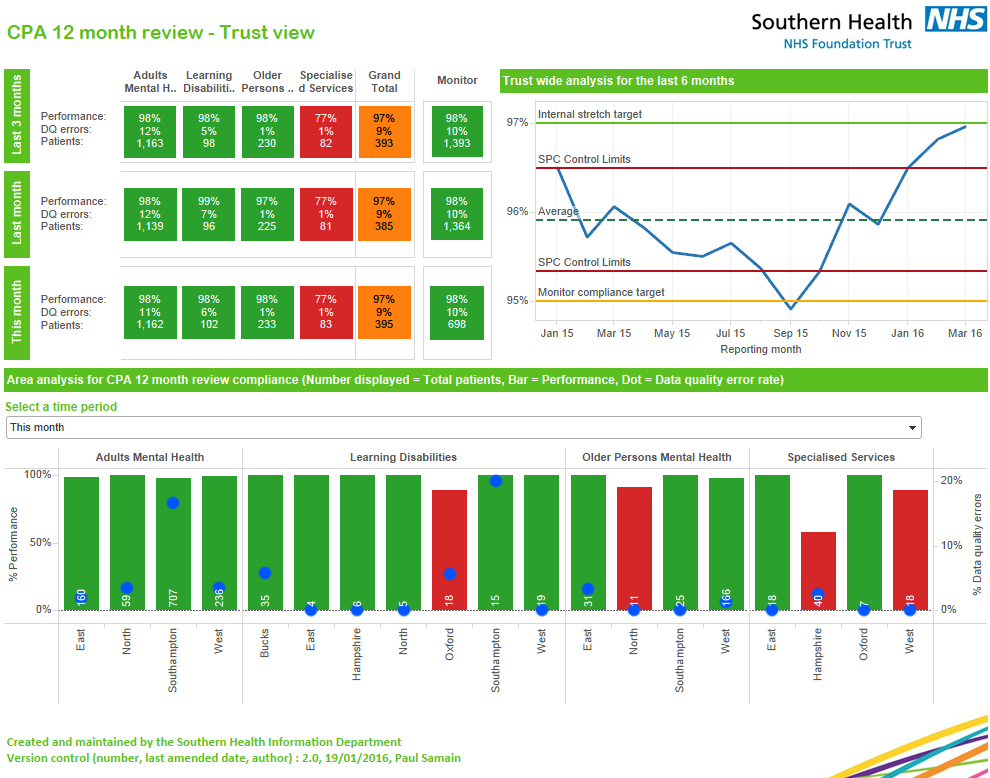 CPA 12 month review - Trust view
Southern Health NHS
NHS Foundation Trust
Adults Mental H.. Learning Disabiliti.. Older Persons .. Specialised Services Grand Total Monitor
Last 3 months
Performance: 98% 98% 98% 77% 97% 98%
DQ errors: 12% 5% 1% 1% 9% 10%
Patients: 1,163 98 230 82 393 1,393
Last month
Performance: 98% 99% 97% 77% 97% 98%
DQ errors: 12% 7% 1% 1% 9% 10%
Patients: 1,139 96 225 81 385 1,364
This month
Performance: 98% 98% 98% 77% 97% 98%
DQ errors: 11% 6% 1% 1% 9% 10%
Patients: 1,162 102 233 83 395 698
Trust wide analysis for the last 6 months
97%
Internal stretch target
SPC Control Limits
96%
Average
SPC Control Limits
Monitor compliance target
95%
Jan 15 Mar 15 May 15 Jul 15 Sep 15 Nov 15 Jan 16 Mar 16
Reporting month
Area analysis for CPA 12 month review compliance (Number displayed = Total patients, Bar = Performance, Dot = Data quality error rate)
Select a time period
This month
Adults Mental Health Learning Disabilities Older Persons Mental Health Specialised Services
100%
50%
0%
% Performance
20%
10%
0%
% Data quality errors
160 59 707 236 35 4 6 5 18 15 19 31 11 25 166 18 40 7 18
East North Southampton West Bucks East Hampshire North Oxford Southampton West East North Southampton West East Hampshire Oxford West
Created and maintained by the Southern Health Information Department
Version control (number, last amended date, author) : 2.0, 19/01/2016, Paul Samain